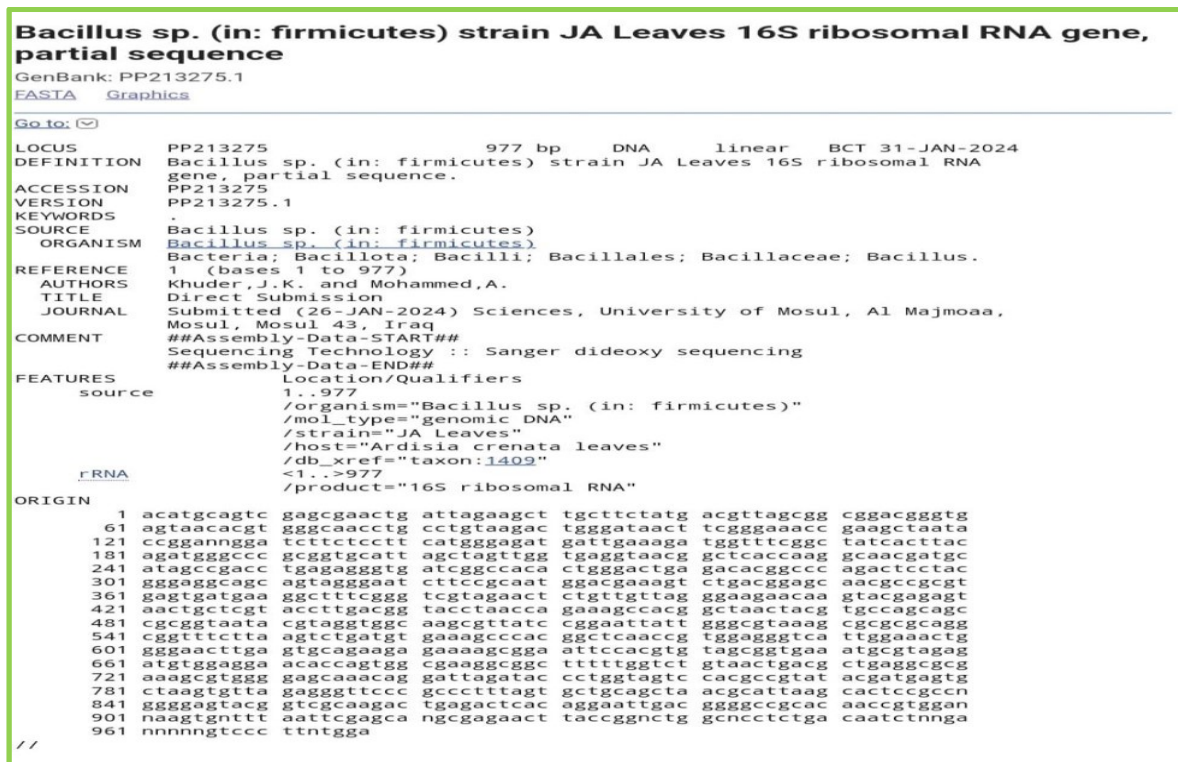 Bacillus sp. (in: firmicutes) strain JA Leaves 16S ribosomal RNA gene,
partial sequence
GenBank: PP213275.1
FASTA Graphics
Go to:
LOCUS PP213275 977 bp DNA linear BCT 31-JAN-2024
DEFINITION Bacillus sp. (in: firmicutes) strain JA Leaves 16S ribosomal RNA
gene, partial sequence.
ACCESSION PP213275
VERSION PP213275.1
KEYWORDS .
SOURCE Bacillus sp. (in: firmicutes)
ORGANISM Bacillus sp. (in: firmicutes)
Bacteria; Bacillota; Bacilli; Bacillales; Bacillaceae; Bacillus.
REFERENCE 1 (bases 1 to 977)
AUTHORS Khuder,J.K. and Mohammed,A.
TITLE Direct Submission
JOURNAL Submitted (26-JAN-2024) Sciences, University of Mosul, Al Majmoaa,
Mosul, Mosul 43, Iraq
COMMENT ##Assembly-Data-START##
Sequencing Technology :: Sanger dideoxy sequencing
##Assembly-Data-END##
FEATURES Location/Qualifiers
source 1..977
/organism="Bacillus sp. (in: firmicutes)"
/mol_type="genomic DNA"
/strain="JA Leaves"
/host="Ardisia crenata leaves"
/db_xref="taxon:1409"
rRNA <1..>977
/product="16S ribosomal RNA"
ORIGIN
1 acatgcagtc gagcgaactg attagaagct tgcttctatg acgttagcgg cggacgggtg
61 agtaacacgt gggcaacctg cctgtaagac tgggataact tcgggaaacc gaagctaata
121 ccgganngga tcttctcctt catgggagat gattgaaaga tggtttcggc tatcacttac
181 agatgggccc gcggtgcatt agctagttgg tgaggtaacg gctcaccaag gcaacgatgc
241 atagccgacc tgagagggtg atcggccaca ctgggactga gacacggccc agactcctac
301 gggaggcagc agtagggaat cttccgcaat ggacgaaagt ctgacggagc aacgccgcgt
361 gagtgatgaa ggctttcggg tcgtagaact ctgttgttag ggaagaacaa gtacgagagt
421 aactgctcgt accttgacgg tacctaacca gaaagccacg gctaactacg tgccagcagc
481 cgcggtaata cgtaggtggc aagcgttatc cggaattatt gggcgtaaag cgcgcgcagg
541 cggtttctta agtctgatgt gaaagcccac ggctcaaccg tggagggtca ttggaaactg
601 gggaacttga gtgcagaaga gaaaagcgga attccacgtg tagcggtgaa atgcgtagag
661 atgtggagga acaccagtgg cgaaggcggc tttttggtct gtaactgacg ctgaggcgcg
721 aaagcgtggg gagcaaacag gattagatac cctggtagtc cacgccgtat acgatgagtg
781 ctaagtgtta gagggttccc gccctttagt gctgcagcta acgcattaag cactccgccn
841 ggggagtacg gtcgcaagac tgagactcac aggaattgac ggggccgcac aaccgtggan
901 naagtgnttt aattcgagca ngcgagaact taccggnctg gcncctctga caatctnnga
961 nnnnngtccc ttntgga
//